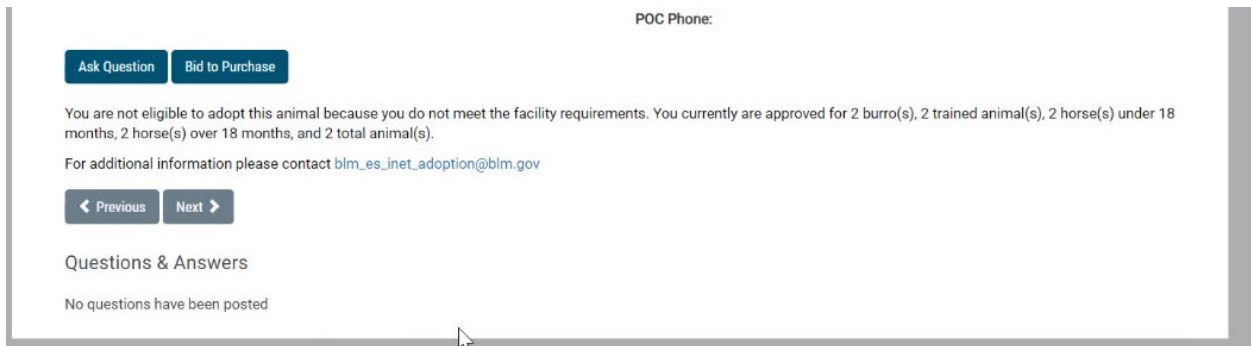 POC Phone:
Ask Question
Bid to Purchase
You are not eligible to adopt this animal because you do not meet the facility requirements. You currently are approved for 2 burro(s), 2 trained animal(s), 2 horse(s) under 18
months, 2 horse(s) over 18 months, and 2 total animal(s).
For additional information please contact blm_es_inet_adoption@blm.gov
Previous
Next
Questions & Answers
No questions have been posted